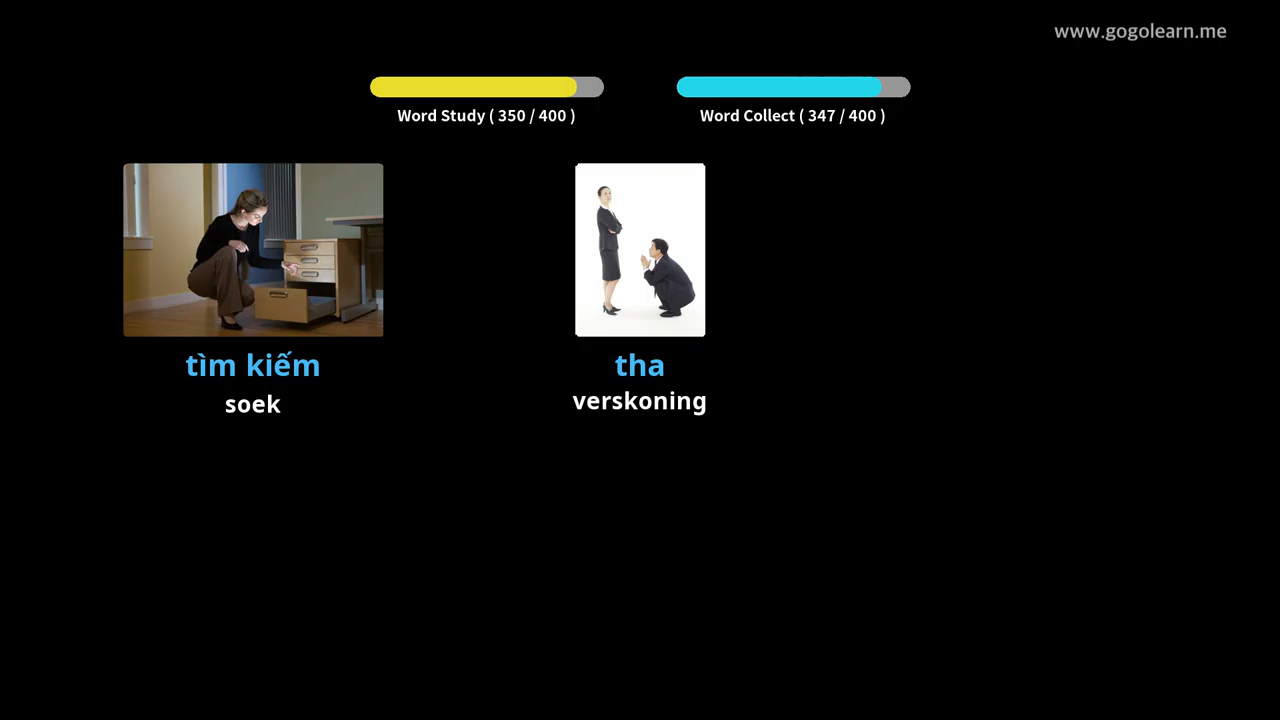 www.gogolearn.me
Word Study ( 350 / 400 )
Word Collect ( 347 / 400 )
tìm kiếm
soek
tha
verskoning